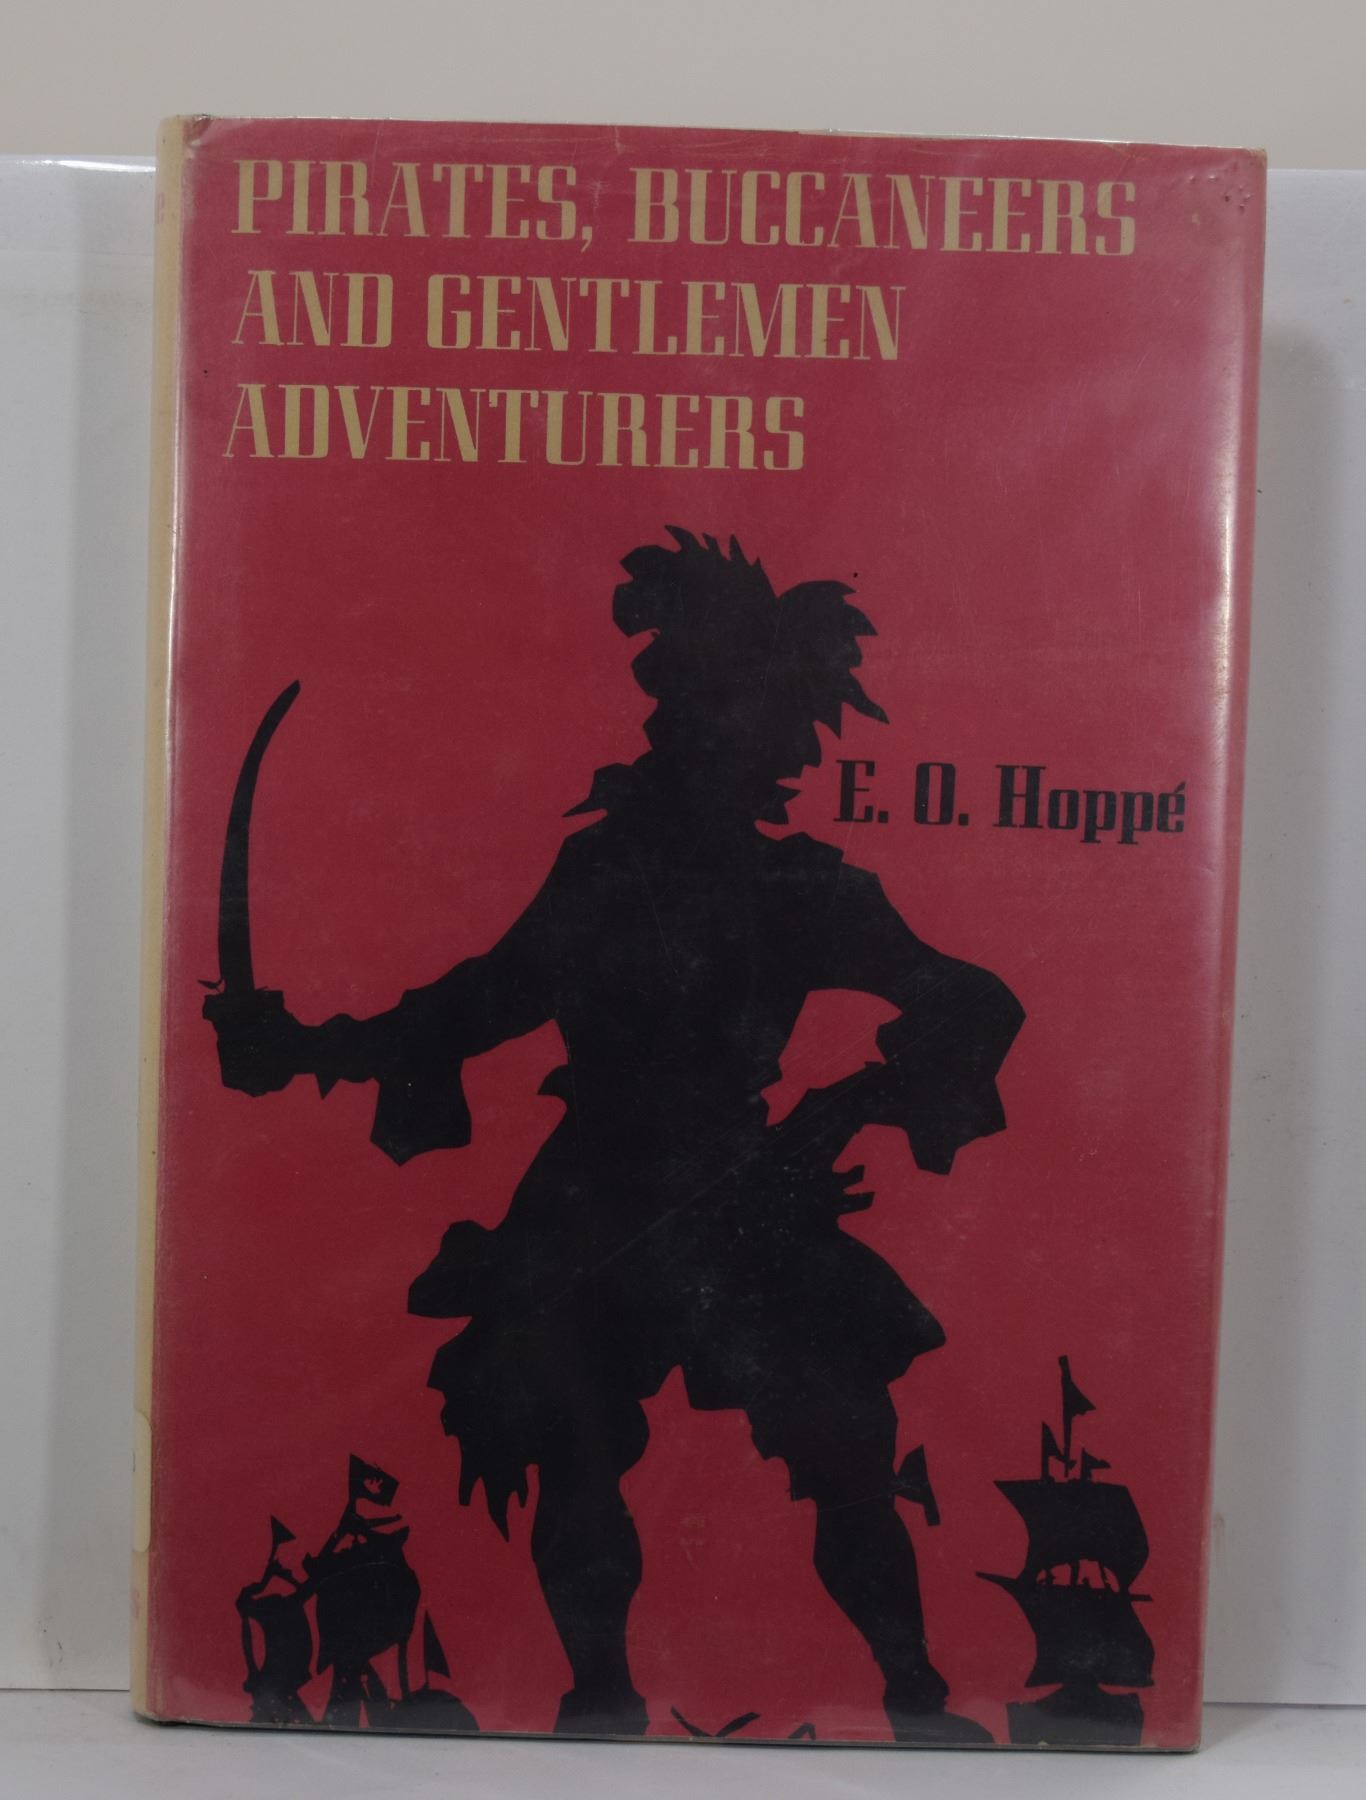 PIRATES, BUCCANEERS
AND GENTLEMEN
ADVENTURERS
E. O. Hoppé